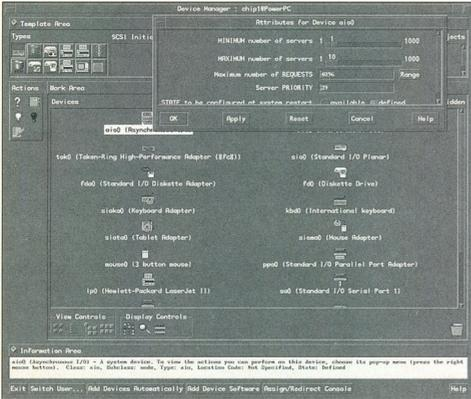 Device Manager : chip1@PowerPC
Template Area
Types
SCSI Initi
Attributes for Device aio0
MINIMUM number of servers 1 1 1000
MAXIMUM number of servers 1 10 1000
Maximum number of REQUESTS 4096 Range
Server PRIORITY 39
STATE to be configured at system restart available defined
OK Apply Reset Cancel Help
jects
Actions
Work Area
idden
Devices
aio0 (Asynchro
tok0 (Token-Ring High-Performance Adapter
sio0 (Standard I/O Planar)
fda0 (Standard I/O Diskette Adapter)
fd0 (Diskette Drive)
sioka0 (Keyboard Adapter)
kbd0 (International keyboard)
siota0 (Tablet Adapter)
sioma0 (Mouse Adapter)
mouse0 (3 button mouse)
ppa0 (Standard I/O Parallel Port Adapter)
lp0 (Hewlett-Packard LaserJet II)
sa0 (Standard I/O Serial Port 1)
View Controls
Display Controls
Information Area
aio0 (Asynchronous I/O) - A system device. To view the actions you can perform on this device, choose its pop-up menu (press the right
mouse button). Class: aio, Subclass: node, Type: aio, Location Code: Not Specified, State: Defined
Exit Switch User... Add Devices Automatically Add Device Software Assign/Redirect Console Help